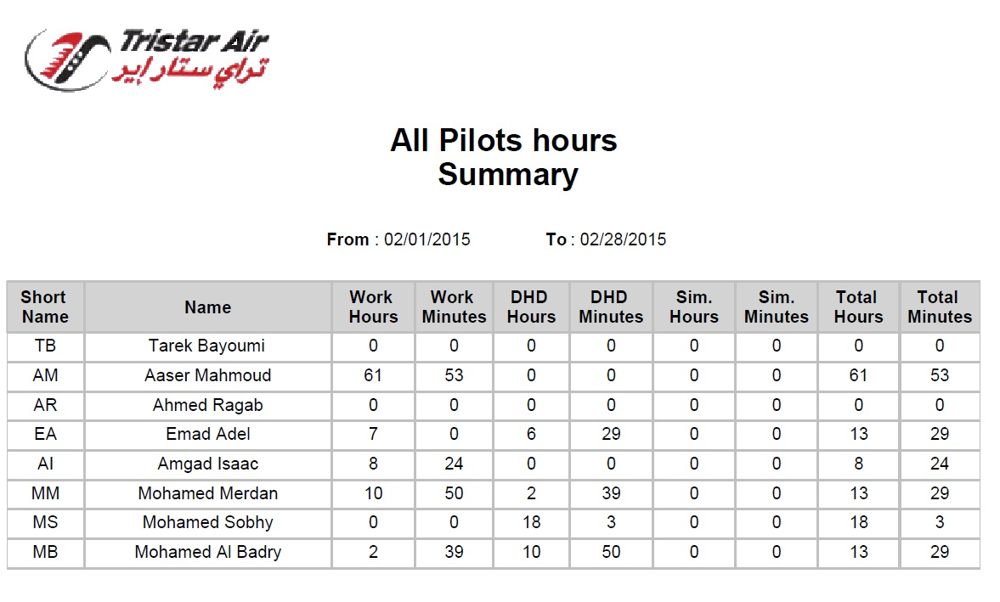 Tristar Air
تراي ستار إير
All Pilots hours
Summary
From : 02/01/2015 To : 02/28/2015
Short Name Name Work Hours Work Minutes DHD Hours DHD Minutes Sim. Hours Sim. Minutes Total Hours Total Minutes
TB Tarek Bayoumi 0 0 0 0 0 0 0 0
AM Aaser Mahmoud 61 53 0 0 0 0 61 53
AR Ahmed Ragab 0 0 0 0 0 0 0 0
EA Emad Adel 7 0 6 29 0 0 13 29
AI Amgad Isaac 8 24 0 0 0 0 8 24
MM Mohamed Merdan 10 50 2 39 0 0 13 29
MS Mohamed Sobhy 0 0 18 3 0 0 18 3
MB Mohamed Al Badry 2 39 10 50 0 0 13 29